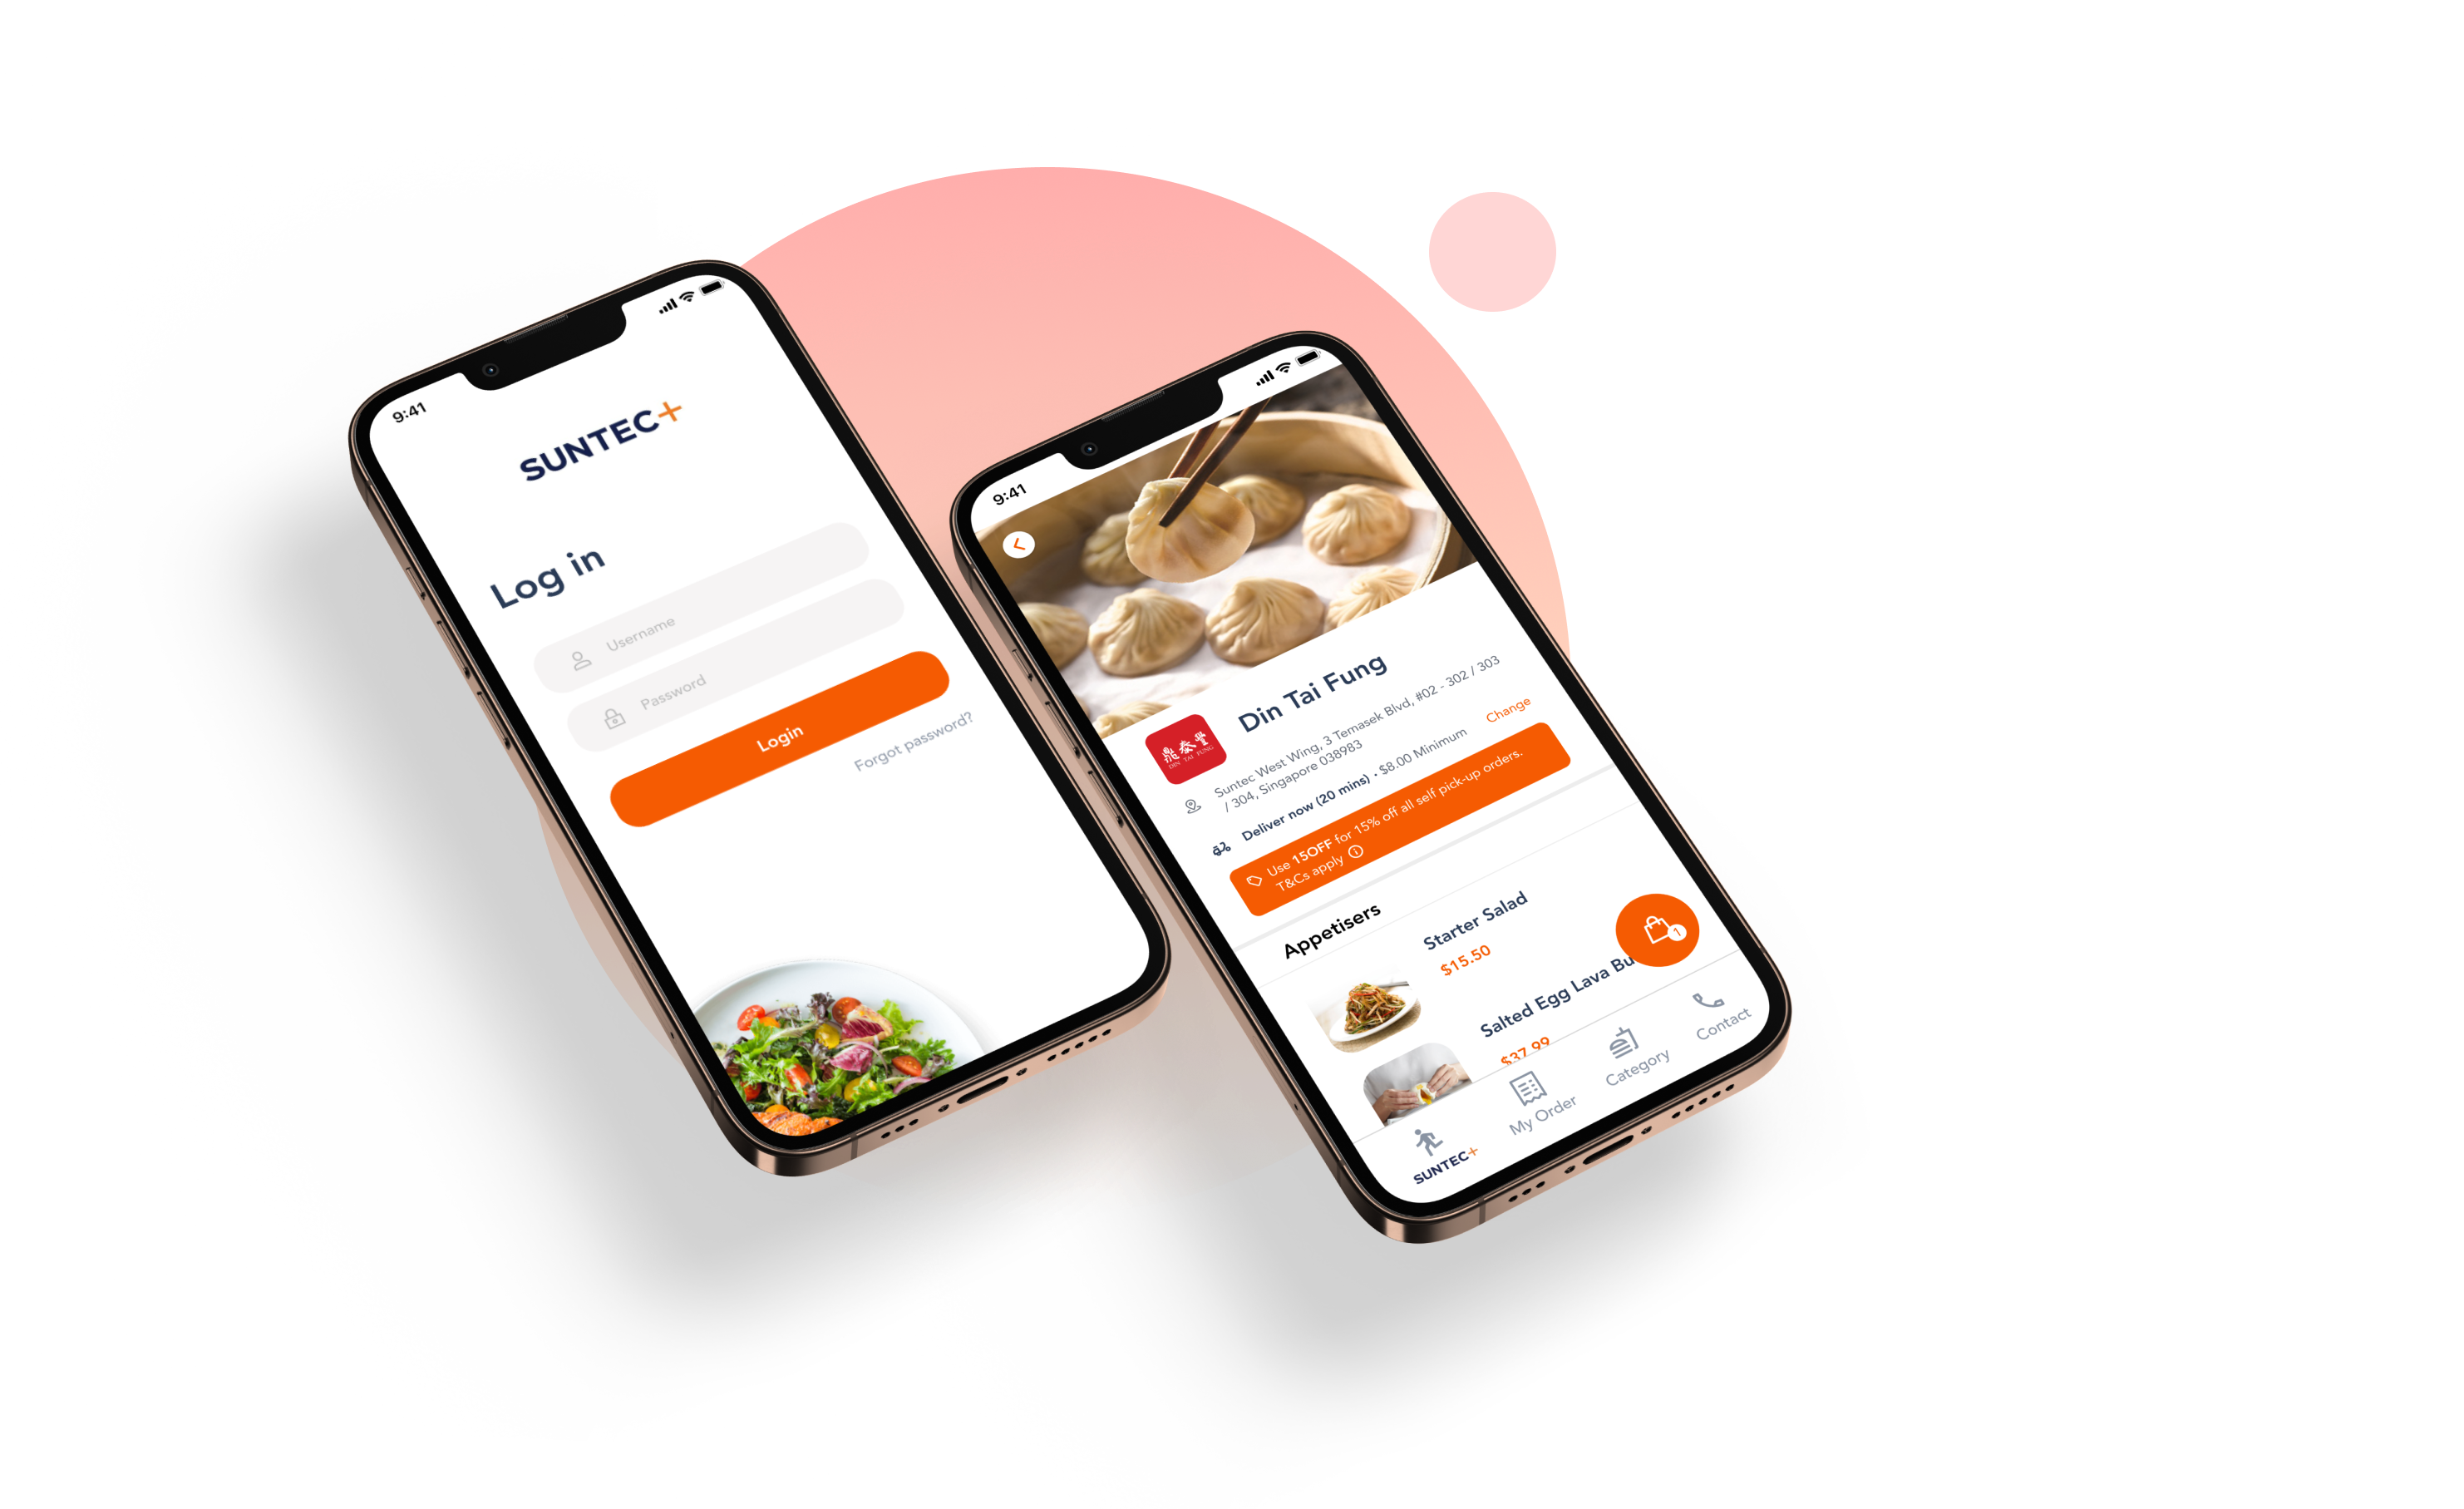 9:41
SUNTEC+
Log in
Username
Password
Login
Forgot password?
9:41
Din Tai Fung
鼎泰豐
DIN TAI FUNG
Suntec West Wing, 3 Temasek Blvd, #02 - 302 / 303
/ 304, Singapore 038983
Deliver now (20 mins) • $8.00 Minimum
Change
Use 15OFF for 15% off all self pick-up orders.
T&Cs apply
Appetisers
Starter Salad
$15.50
1
Salted Egg Lava Bu
$37.99
SUNTEC+
My Order
Category
Contact